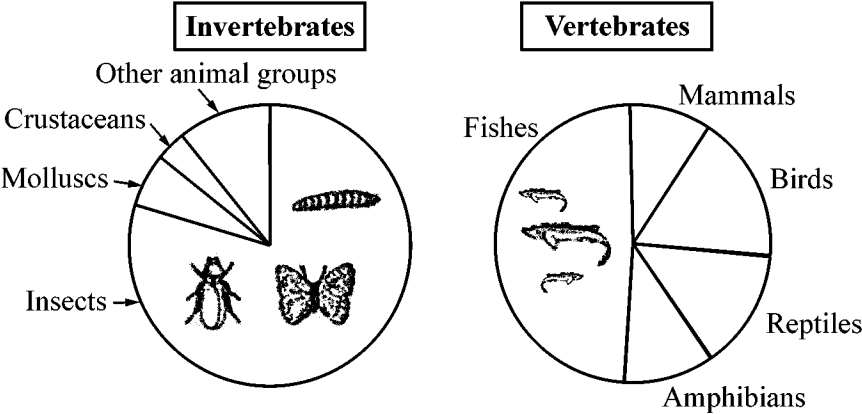 Invertebrates
Other animal groups
Crustaceans
Molluscs
Insects
Vertebrates
Fishes
Mammals
Birds
Reptiles
Amphibians